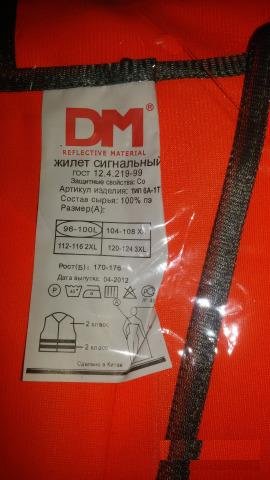 DM®
REFLECTIVE MATERIAL
жилет сигнальный
гост 12.4.219-99
Защитные свойства: Со
Артикул изделия: тип 6А-1Т
Состав сырья: 100% пэ
Размер(А):
96-100L 104-108 XL
112-116 2XL 120-124 3XL
Рост(Б): 170-176
Дата выпуска: 04-2012
P
2 класс
2 класс
Сделано в Китае